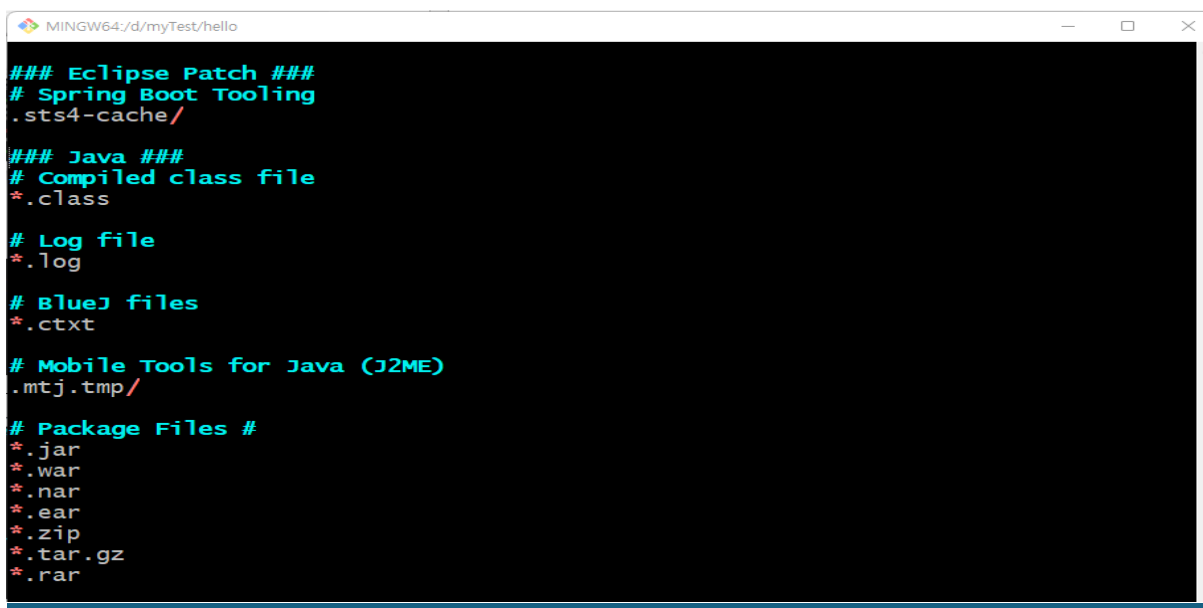 MINGW64:/d/myTest/hello
### Eclipse Patch ###
# Spring Boot Tooling
.sts4-cache/
### Java ###
# Compiled class file
*.class
# Log file
*.log
# BlueJ files
*.ctxt
# Mobile Tools for Java (J2ME)
.mtj.tmp/
# Package Files #
*.jar
*.war
*.nar
*.ear
*.zip
*.tar.gz
*.rar